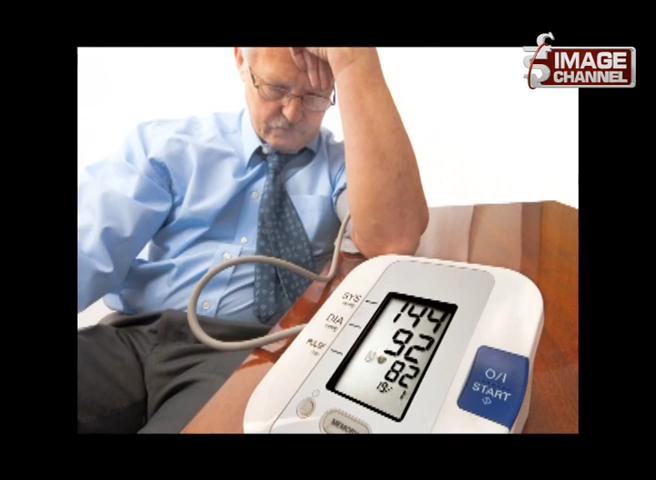 IMAGE
CHANNEL
SYS
144
DIA
92
PULSE
82
O/I
START
MEMORY